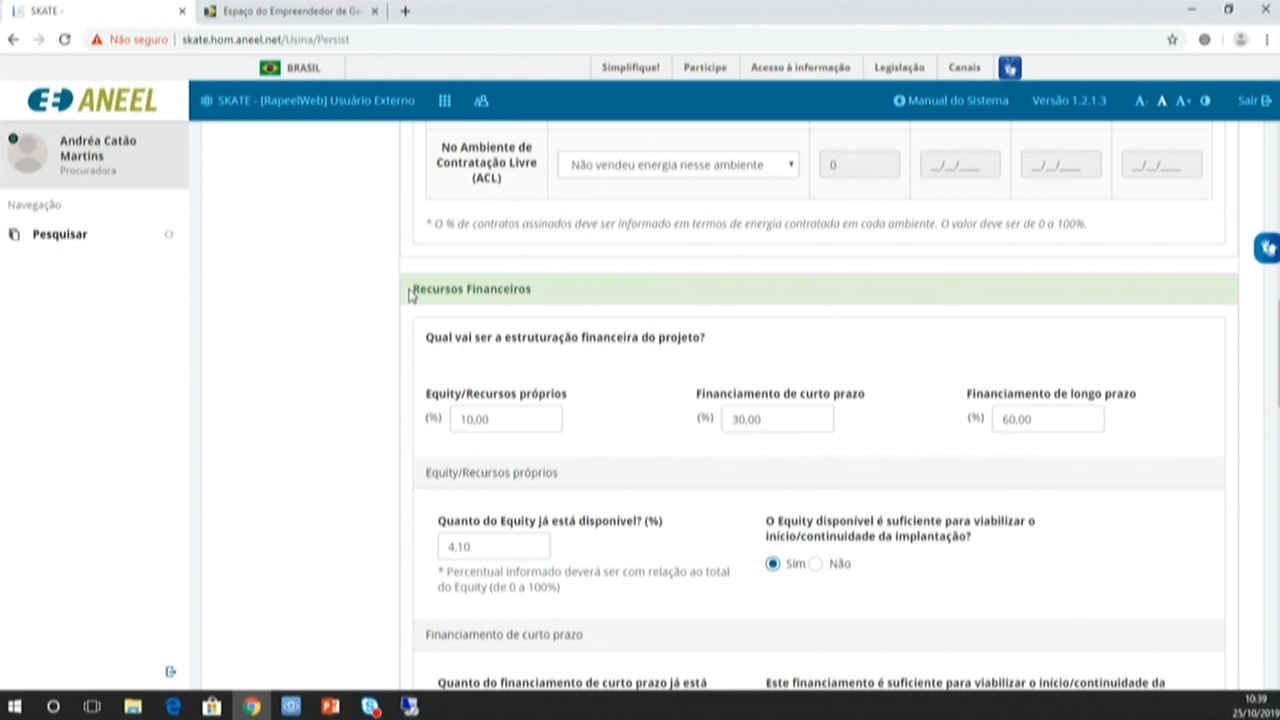 SKATE -
Espaço do Empreendedor de Ge
Não seguro
skate.hom.aneel.net/Usina/Persist
BRASIL
Simplifique!
Participe
Acesso à informação
Legislação
Canais
ANEEL
SKATE - [RapeelWeb] Usuário Externo
Manual do Sistema
Versão 1.2.1.3
A-
A
A+
Sair
Andréa Catão
Martins
Procuradora
Navegação
Pesquisar
No Ambiente de
Contratação Livre
(ACL)
Não vendeu energia nesse ambiente
0
_/_/__
_/_/__
_/_/__
* O % de contratos assinados deve ser informado em termos de energia contratada em cada ambiente. O valor deve ser de 0 a 100%.
Recursos Financeiros
Qual vai ser a estruturação financeira do projeto?
Equity/Recursos próprios
Financiamento de curto prazo
Financiamento de longo prazo
(%) 10,00
(%) 30,00
(%) 60,00
Equity/Recursos próprios
Quanto do Equity já está disponível? (%)
4,10
* Percentual informado deverá ser com relação ao total
do Equity (de 0 a 100%)
O Equity disponível é suficiente para viabilizar o
início/continuidade da implantação?
Sim
Não
Financiamento de curto prazo
Quanto do financiamento de curto prazo já está
Este financiamento é suficiente para viabilizar o início/continuidade da
10:39
25/10/2019